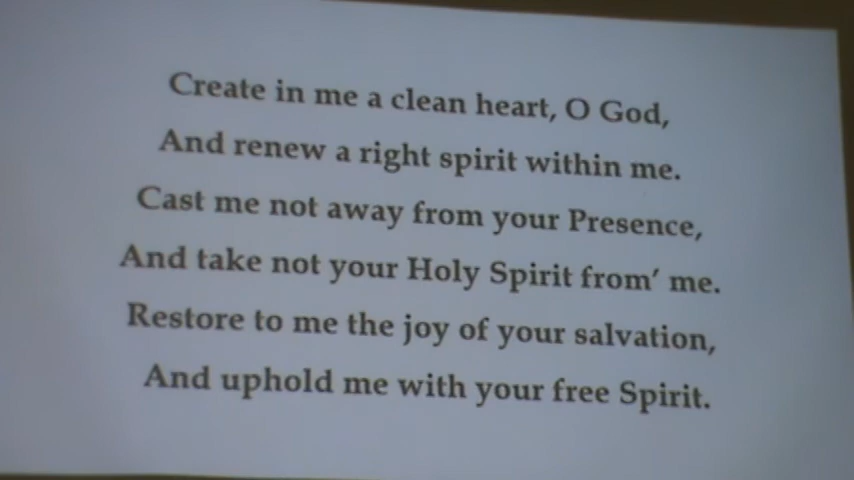 Create in me a clean heart, O God,
And renew a right spirit within me.
Cast me not away from your Presence,
And take not your Holy Spirit from′ me.
Restore to me the joy of your salvation,
And uphold me with your free Spirit.